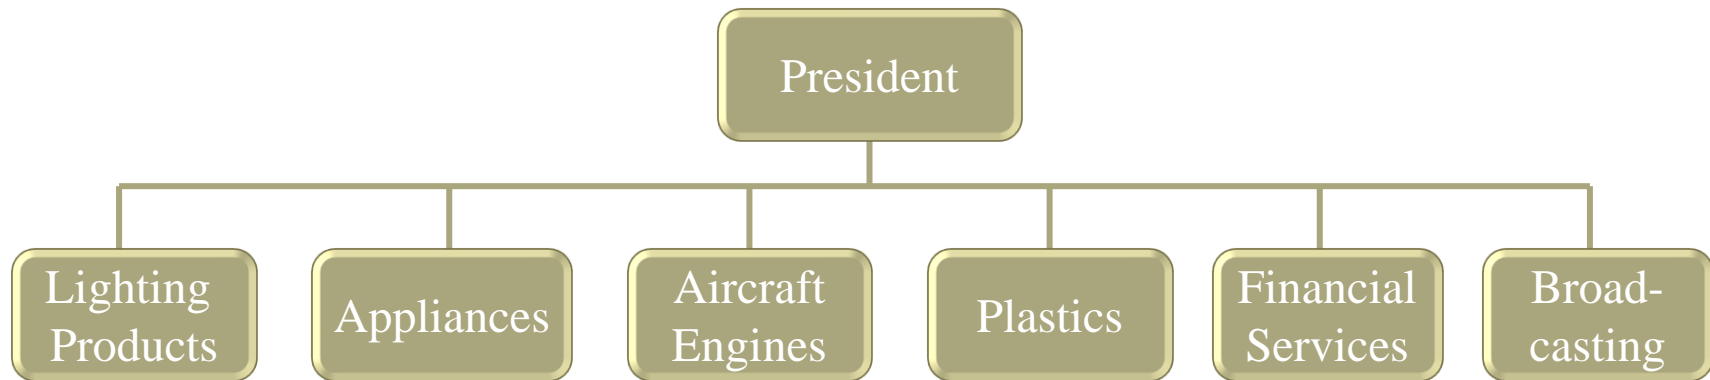 President
Lighting
Products
Appliances
Aircraft
Engines
Plastics
Financial
Services
Broad-
casting